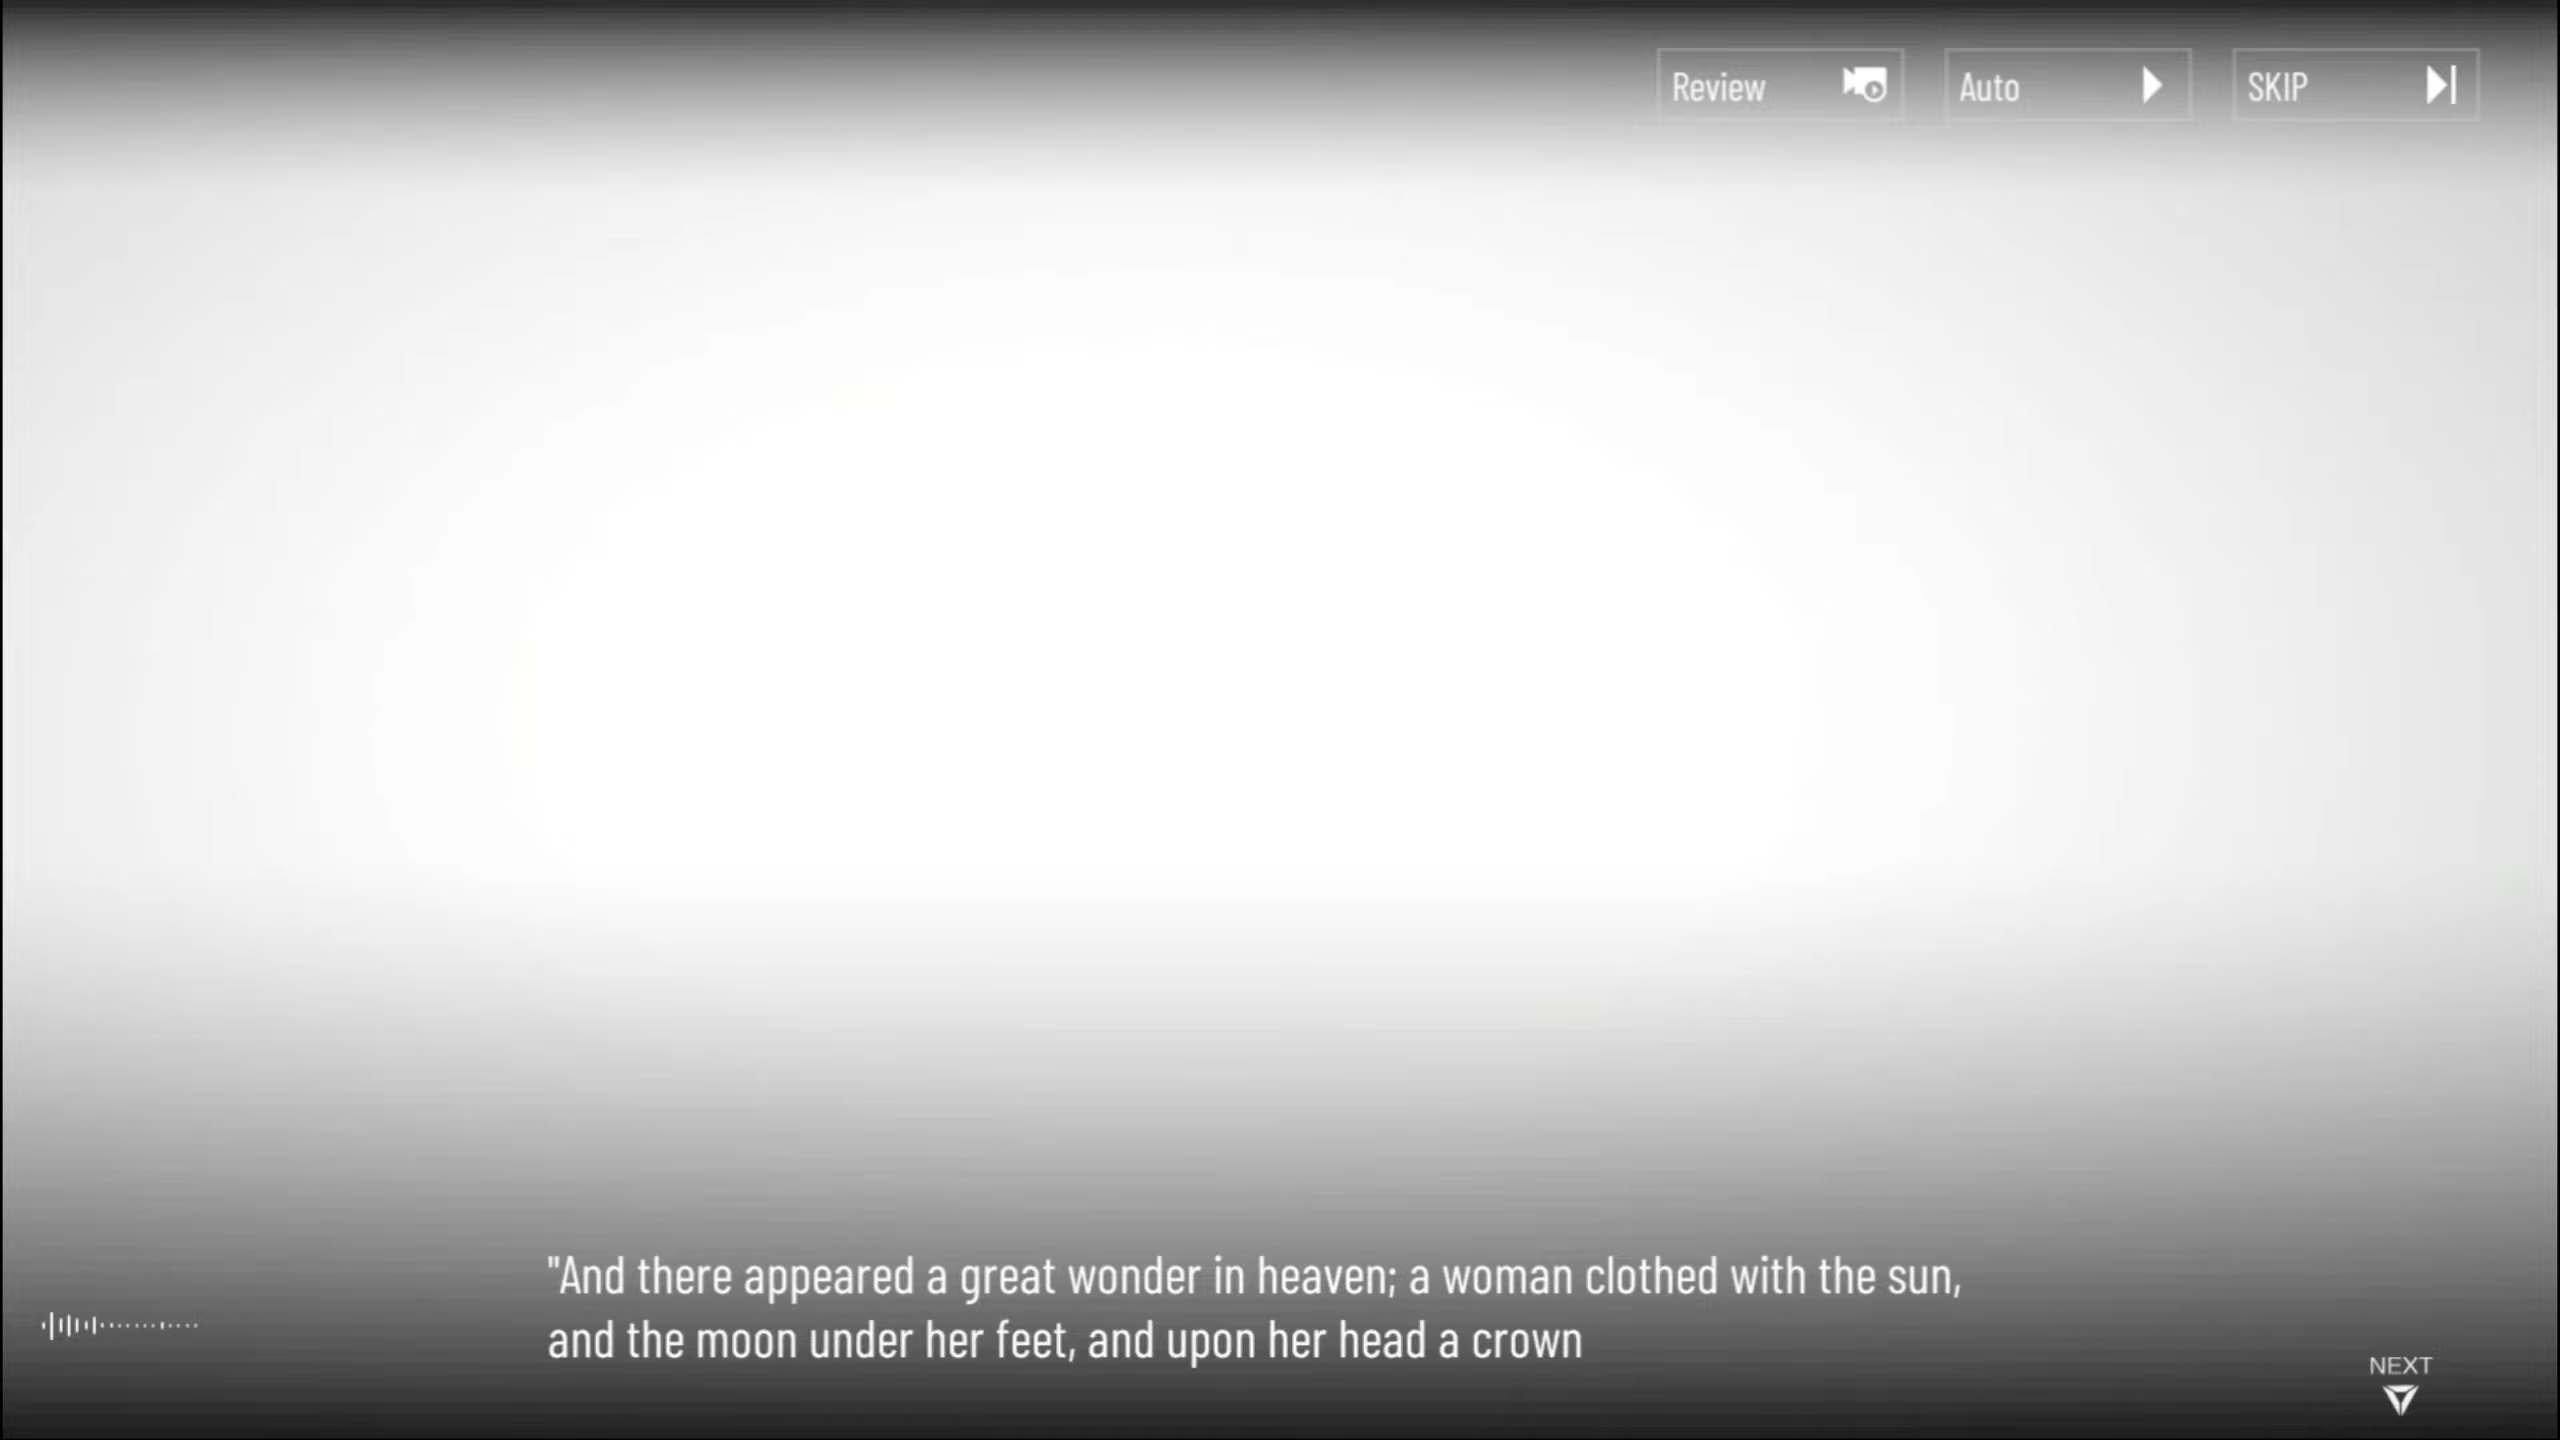 Review
Auto
SKIP
"And there appeared a great wonder in heaven; a woman clothed with the sun,
and the moon under her feet, and upon her head a crown
NEXT